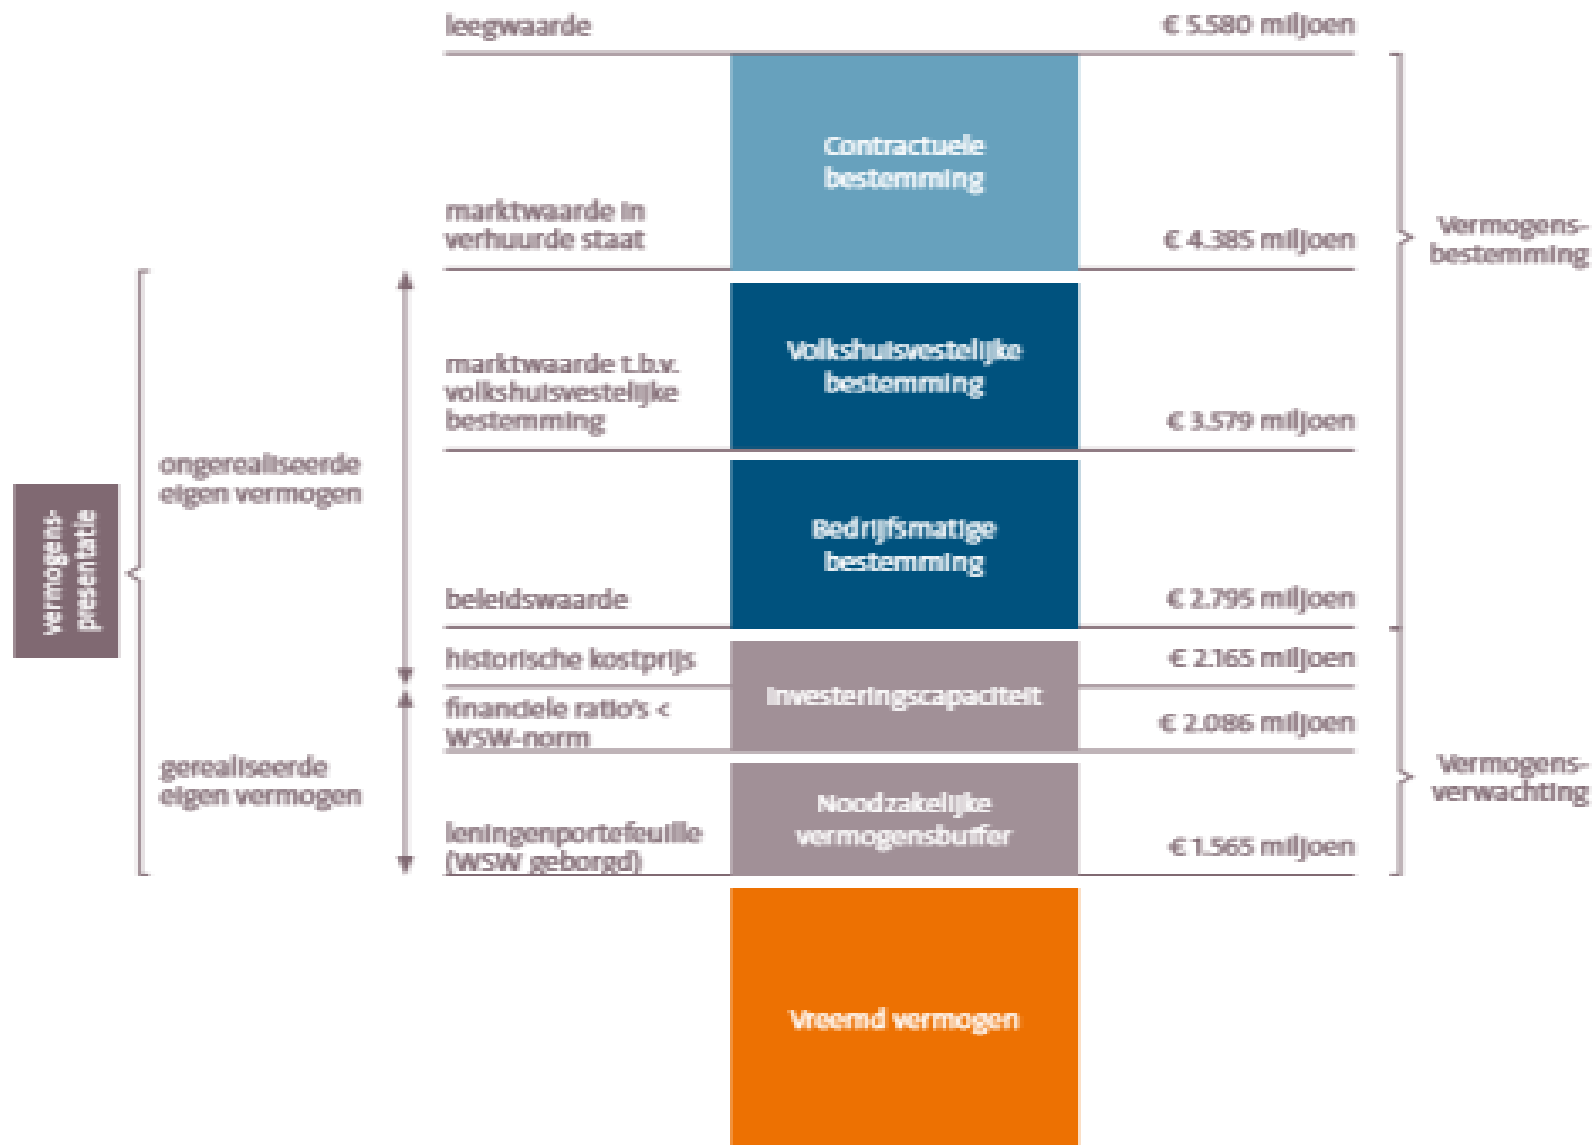 leegwaarde
€ 5.580 miljoen
Contractuele
bestemming
marktwaarde in
verhuurde staat
€ 4.385 miljoen
Vermogens-
bestemming
Volkshuisvestelijke
bestemming
marktwaarde t.b.v.
volkshuisvestelijke
bestemming
€ 3.579 miljoen
ongerealiseerde
eigen vermogen
vermogens-
presentatie
Bedrijfsmatige
bestemming
beleidswaarde
€ 2.795 miljoen
historische kostprijs
€ 2.165 miljoen
Investeringscapaciteit
financiele ratio's <
WSW-norm
€ 2.086 miljoen
gerealiseerde
eigen vermogen
Vermogens-
verwachting
Noodzakelijke
vermogensbuffer
leningenportefeuille
(WSW geborgd)
€ 1.565 miljoen
Vreemd vermogen